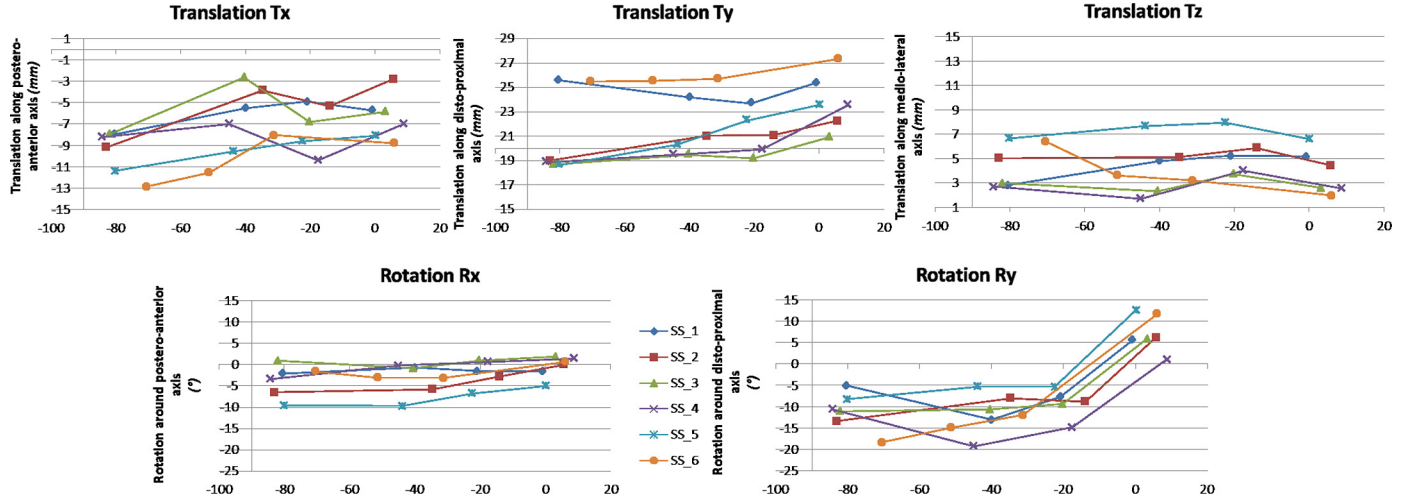 Translation Tx
Translation along postero-
anterior axis (mm)
1
-1
-3
-5
-7
-9
-11
-13
-15
-100 -80 -60 -40 -20 0 20
Translation Ty
Translation along disto-proximal
axis (mm)
29
27
25
23
21
19
17
15
-100 -80 -60 -40 -20 0 20
Translation Tz
Translation along medio-lateral
axis (mm)
15
13
11
9
7
5
3
1
-100 -80 -60 -40 -20 0 20
Rotation Rx
Rotation around postero-anterior
axis
(°)
15
10
5
0
-5
-10
-15
-20
-25
-100 -80 -60 -40 -20 0 20
SS_1
SS_2
SS_3
SS_4
SS_5
SS_6
Rotation Ry
Rotation around disto-proximal
axis
(°)
15
10
5
0
-5
-10
-15
-20
-25
-100 -80 -60 -40 -20 0 20